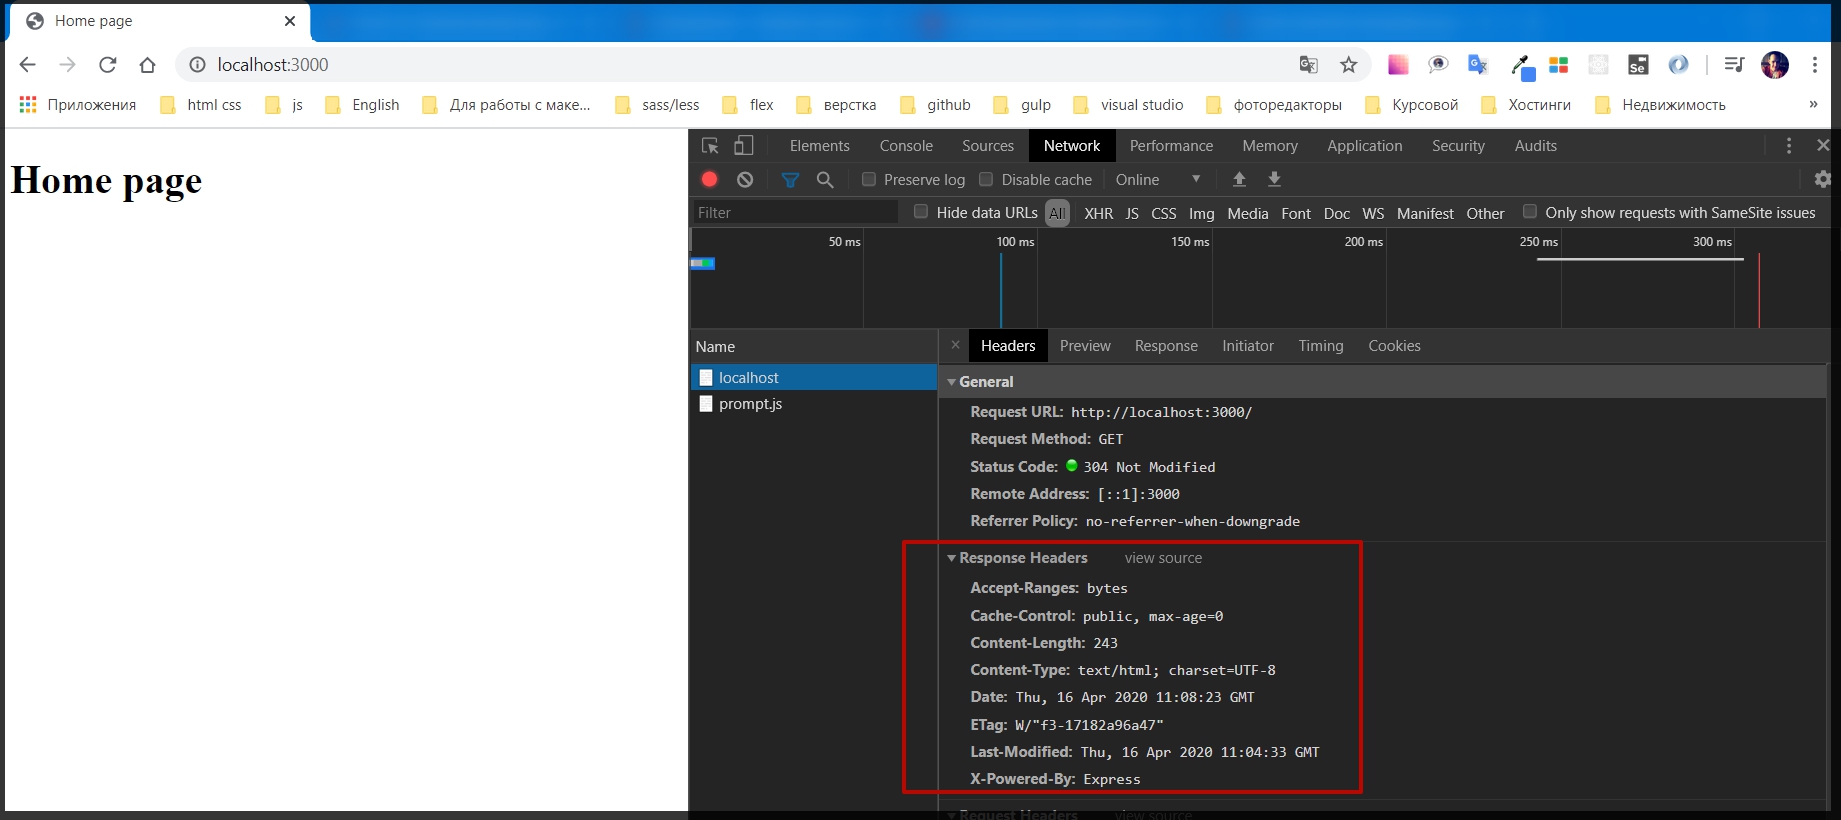 Home page
localhost:3000
Приложения html css js English Для работы с маке... sass/less flex верстка github gulp visual studio фоторедакторы Курсовой Хостинги Недвижимость »
Home page
Elements Console Sources Network Performance Memory Application Security Audits
Preserve log Disable cache Online
Filter Hide data URLs All XHR JS CSS Img Media Font Doc WS Manifest Other Only show requests with SameSite issues
50 ms 100 ms 150 ms 200 ms 250 ms 300 ms
Name
localhost
prompt.js
Headers Preview Response Initiator Timing Cookies
General
Request URL: http://localhost:3000/
Request Method: GET
Status Code: 304 Not Modified
Remote Address: [::1]:3000
Referrer Policy: no-referrer-when-downgrade
Response Headers view source
Accept-Ranges: bytes
Cache-Control: public, max-age=0
Content-Length: 243
Content-Type: text/html; charset=UTF-8
Date: Thu, 16 Apr 2020 11:08:23 GMT
ETag: W/"f3-17182a96a47"
Last-Modified: Thu, 16 Apr 2020 11:04:33 GMT
X-Powered-By: Express
Request Headers view source